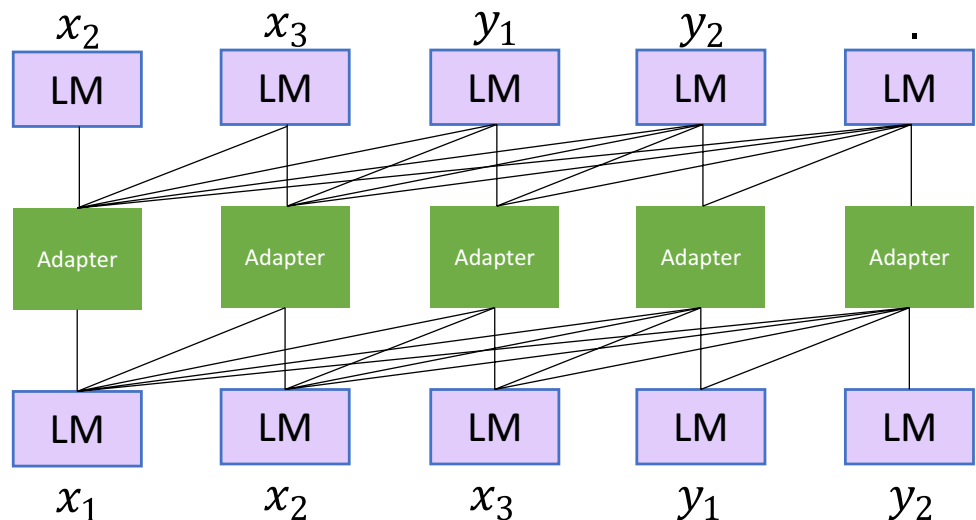 x₂ x₃ y₁ y₂ .
LM LM LM LM LM
Adapter Adapter Adapter Adapter Adapter
LM LM LM LM LM
x₁ x₂ x₃ y₁ y₂